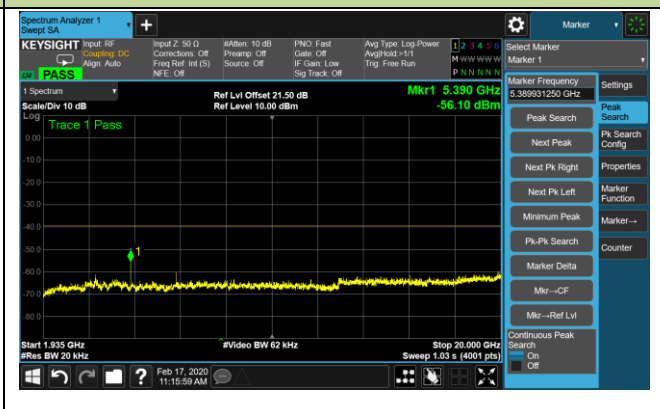 Spectrum Analyzer 1
Swept SA
Marker
KEYSIGHT
Input: RF
Coupling: DC
Align: Auto
PASS
Input Z: 50 Ω
Corrections: Off
Freq Ref: Int (S)
NFE: Off
#Atten: 10 dB
Preamp: Off
Source: Off
PNO: Fast
Gate: Off
IF Gain: Low
Sig Track: Off
Avg Type: Log-Power
Avg|Hold:>1/1
Trig: Free Run
1 2 3 4 5 6
M W W W W W
P N N N N N
Select Marker
Marker 1
1 Spectrum
Scale/Div 10 dB
Log
Ref Lvl Offset 21.50 dB
Ref Level 10.00 dBm
Mkr1 5.390 GHz
-56.10 dBm
Trace 1 Pass
0.00
-10.0
-20.0
-30.0
-40.0
-50.0
-60.0
-70.0
-80.0
1
Start 1.935 GHz
#Res BW 20 kHz
#Video BW 62 kHz
Stop 20.000 GHz
Sweep 1.03 s (4001 pts)
Marker Frequency
5.389931250 GHz
Peak Search
Next Peak
Next Pk Right
Next Pk Left
Minimum Peak
Pk-Pk Search
Marker Delta
Mkr→CF
Mkr→Ref Lvl
Continuous Peak
Search
On
Off
Settings
Peak
Search
Pk Search
Config
Properties
Marker
Function
Marker→
Counter
?
Feb 17, 2020
11:15:59 AM